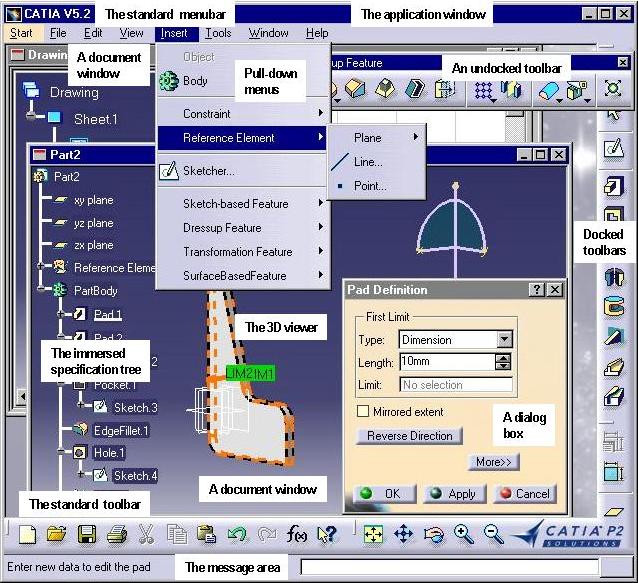 CATIA V5.2
The standard menubar
The application window
Start File Edit View Insert Tools Window Help
Drawin
A document
window
Object
Body
Pull-down
menus
up Feature
An undocked toolbar
Drawing
Sheet.1
Constraint
Reference Element
Plane
Line...
Point...
Sketcher...
Sketch-based Feature
Dressup Feature
Transformation Feature
SurfaceBasedFeature
Part2
Part2
xy plane
yz plane
zx plane
Reference Eleme
PartBody
Pad.1
Pad.2
The immersed
specification tree
2
Pocket.1
Sketch.3
EdgeFillet.1
Hole.1
Sketch.4
The 3D viewer
LIM2
LIM1
Docked
toolbars
Pad Definition
First Limit
Type: Dimension
Length: 10mm
Limit: No selection
Mirrored extent
Reverse Direction
A dialog
box
More>>
OK Apply Cancel
A document window
The standard toolbar
f(x)
CATIA P2
SOLUTIONS
Enter new data to edit the pad
The message area